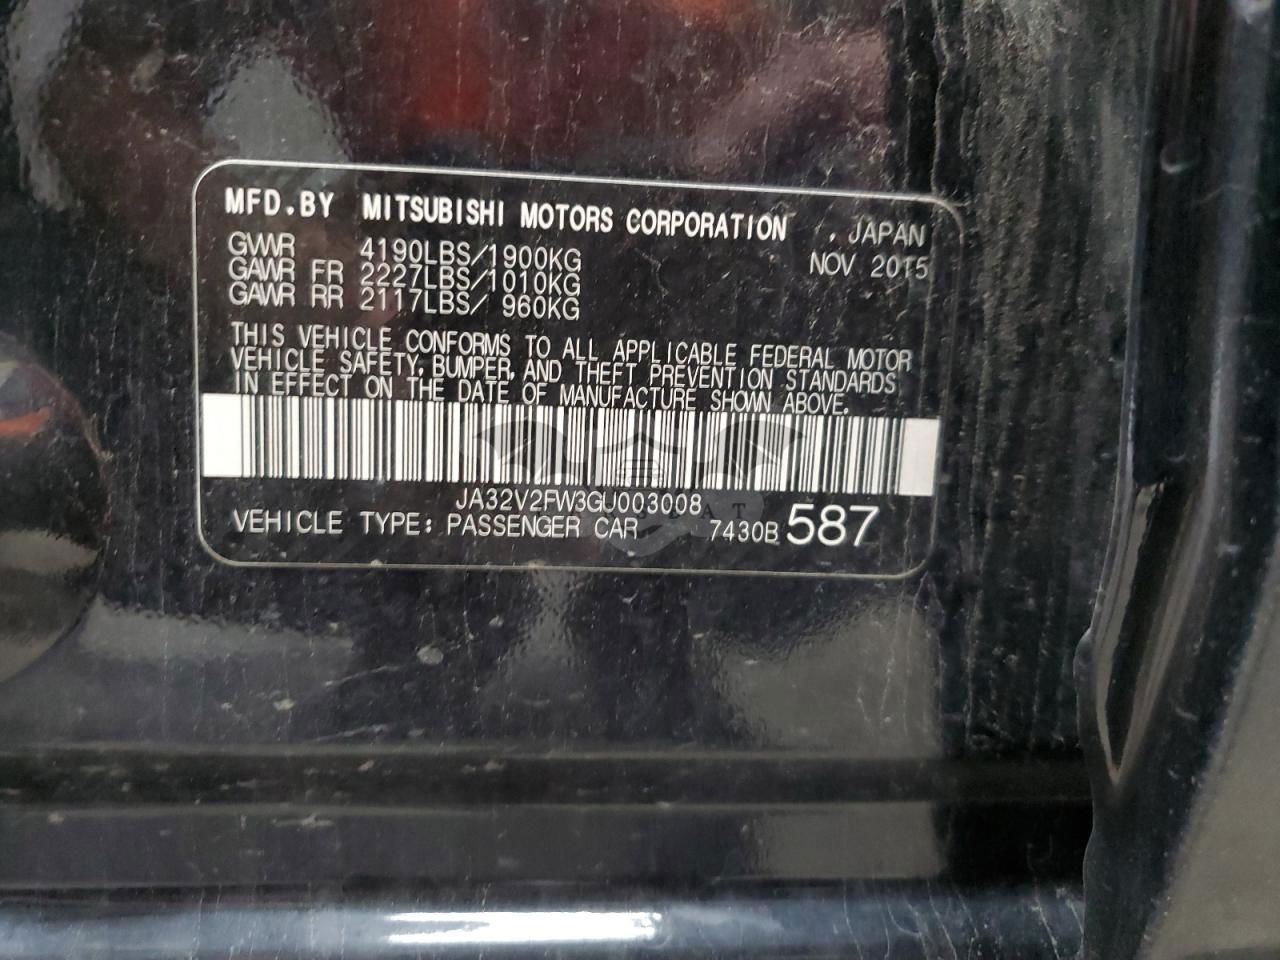 MFD.BY MITSUBISHI MOTORS CORPORATION , JAPAN
GVWR 4190LBS/1900KG NOV 2015
GAWR FR 2227LBS/1010KG
GAWR RR 2117LBS/ 960KG
THIS VEHICLE CONFORMS TO ALL APPLICABLE FEDERAL MOTOR
VEHICLE SAFETY, BUMPER, AND THEFT PREVENTION STANDARDS
IN EFFECT ON THE DATE OF MANUFACTURE SHOWN ABOVE.
JA32V2FW3GU003008
VEHICLE TYPE: PASSENGER CAR 7430B 587